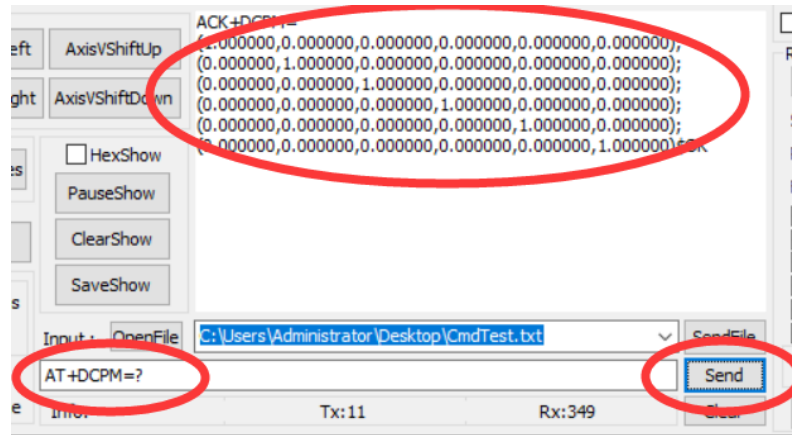 ACK+DCPM=
eft AxisVShiftUp (1.000000,0.000000,0.000000,0.000000,0.000000,0.000000);
(0.000000,1.000000,0.000000,0.000000,0.000000,0.000000);
(0.000000,0.000000,1.000000,0.000000,0.000000,0.000000);
ght AxisVShiftDown (0.000000,0.000000,0.000000,1.000000,0.000000,0.000000);
(0.000000,0.000000,0.000000,0.000000,1.000000,0.000000);
(0.000000,0.000000,0.000000,0.000000,0.000000,1.000000)$OK
HexShow
es
PauseShow
ClearShow
SaveShow
s
Input : OpenFile C:\Users\Administrator\Desktop\CmdTest.txt SendFile
AT+DCPM=? Send
e Info: Tx:11 Rx:349 Clear